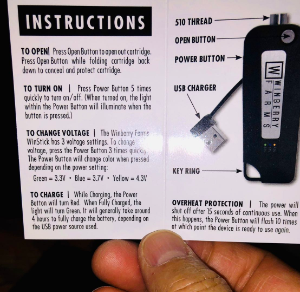 INSTRUCTIONS
TO OPEN| Press Open Button to open out cartridge.
Press Open Button while folding cartridge back
down to conceal and protect cartridge.
TO TURN ON | Press Power Button 5 times
quickly to turn on/off. (When turned on, the light
within the Power Button will illuminate when the
button is pressed.)
TO CHANGE VOLTAGE | The Winberry Farms
WinStick has 3 voltage settings. To change
voltage, press the Power Button 3 times quickly.
The Power Button will change color when pressed
depending on the power setting:
Green = 3.3V • Blue = 3.7V • Yellow = 4.3V
TO CHARGE | While Charging, the Power
Button will turn Red. When Fully Charged, the
light will turn Green. It will generally take around
4 hours to fully charge the battery, depending on
the USB power source used.
510 THREAD
OPEN BUTTON
POWER BUTTON
USB CHARGER
W WINBERRY
FARMS
KEY RING
OVERHEAT PROTECTION | The power will
shut off after 15 seconds of continuous use. When
this happens, the Power Button will flash 10 times
at which point the device is ready to use again.